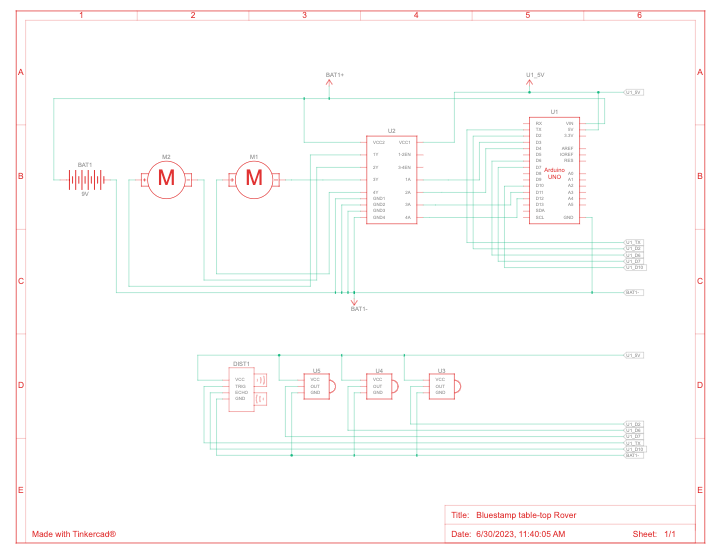 1 2 3 4 5 6
A A
BAT1+ U1_5V
U1_5V
U1
U2
RX VIN
TX 5V
D2 3.3V
D3
D4 AREF
D5 IOREF
D6 RES
D7
D8 A0
D9 A1
D10 A2
D11 A3
D12 A4
D13 A5
SDA
SCL GND
Arduino
UNO
VCC2 VCC1
1Y 1-2EN
2Y 3-4EN
3Y 1A
4Y 2A
GND1
GND2 3A
GND3
GND4 4A
B B
BAT1
9V
M2
M
M1
M
U1_TX
U1_D2
U1_D6
U1_D7
U1_D10
C C
BAT1-
BAT1-
U1_5V
DIST1
VCC
TRIG
ECHO
GND
U5
VCC
OUT
GND
U4
VCC
OUT
GND
U3
VCC
OUT
GND
D D
U1_D2
U1_D6
U1_D7
U1_TX
U1_D10
BAT1-
E E
Title: Bluestamp table-top Rover
Made with Tinkercad®
Date: 6/30/2023, 11:40:05 AM Sheet: 1/1